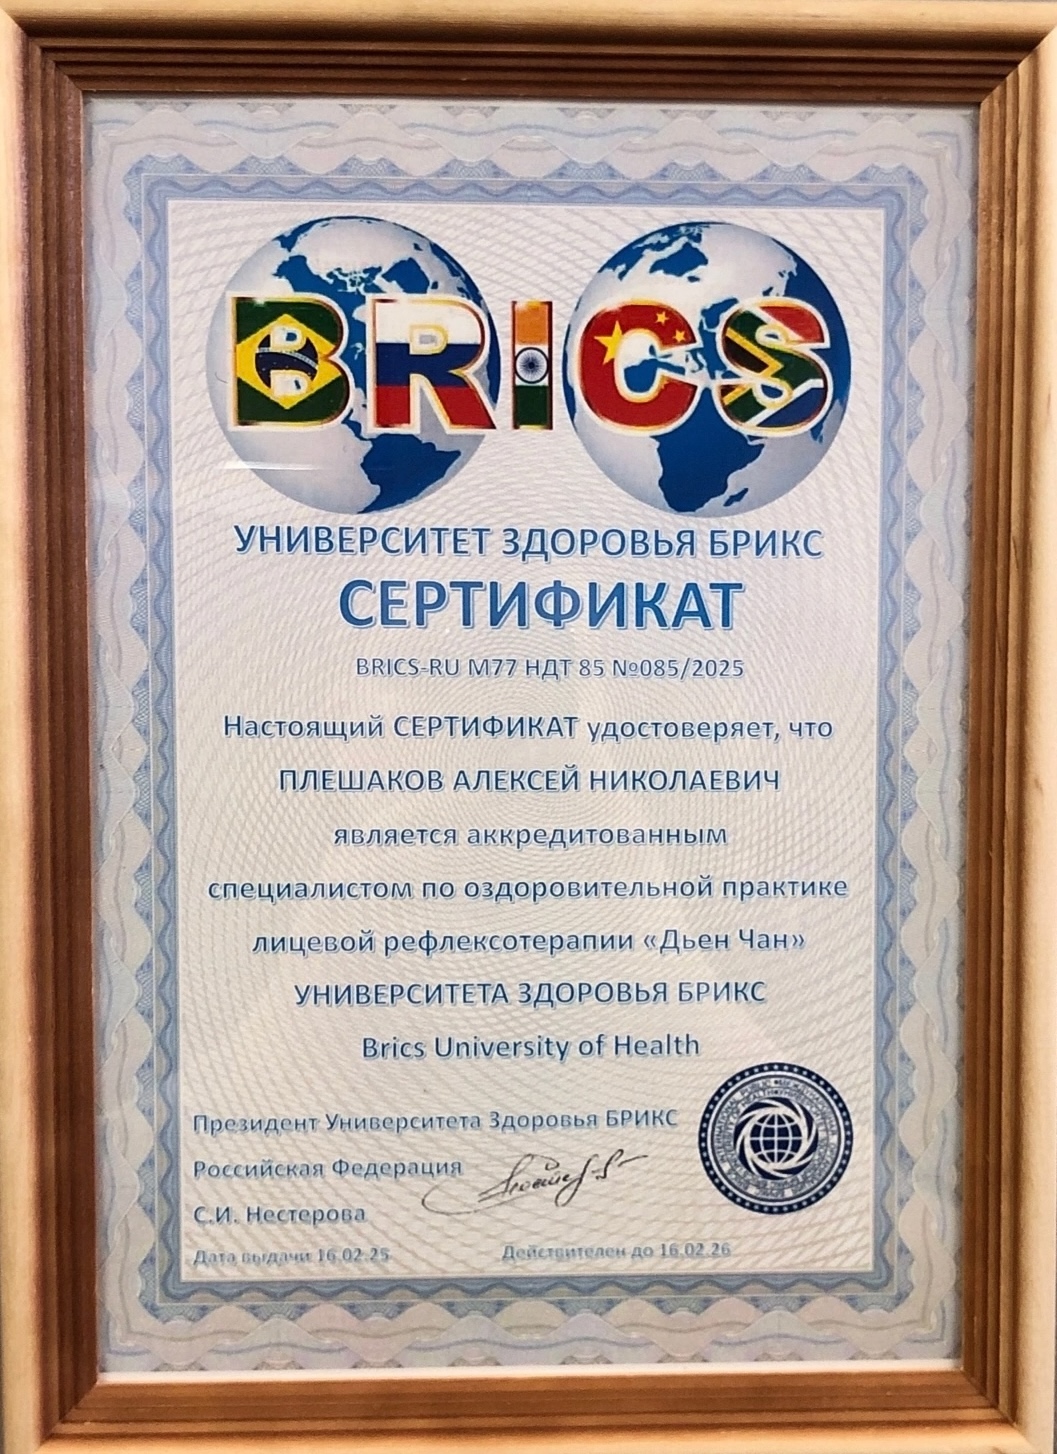 BRICS
УНИВЕРСИТЕТ ЗДОРОВЬЯ БРИКС
СЕРТИФИКАТ
BRICS-RU М77 НДТ 85 №085/2025
Настоящий СЕРТИФИКАТ удостоверяет, что
ПЛЕШАКОВ АЛЕКСЕЙ НИКОЛАЕВИЧ
является аккредитованным
специалистом по оздоровительной практике
лицевой рефлексотерапии «Дьен Чан»
УНИВЕРСИТЕТА ЗДОРОВЬЯ БРИКС
Brics University of Health
Президент Университета Здоровья БРИКС
Российская Федерация
С.И. Нестерова
Дата выдачи 16.02.25 Действителен до 16.02.26